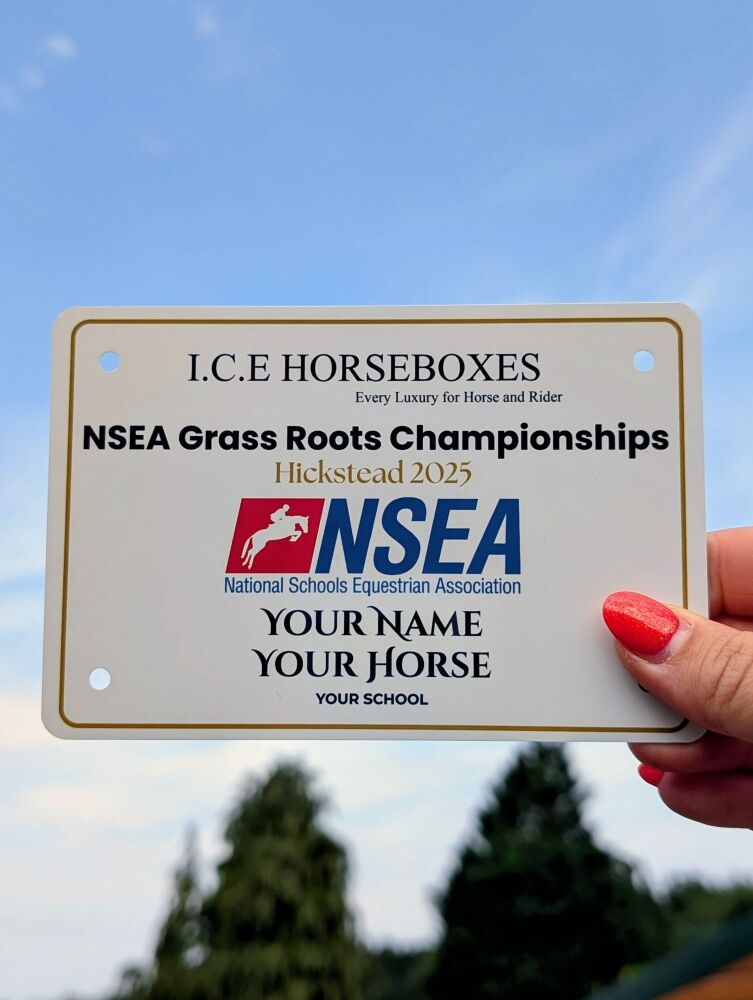 I.C.E HORSEBOXES
Every Luxury for Horse and Rider
NSEA Grass Roots Championships
Hickstead 2025
NSEA
National Schools Equestrian Association
YOUR NAME
YOUR HORSE
YOUR SCHOOL